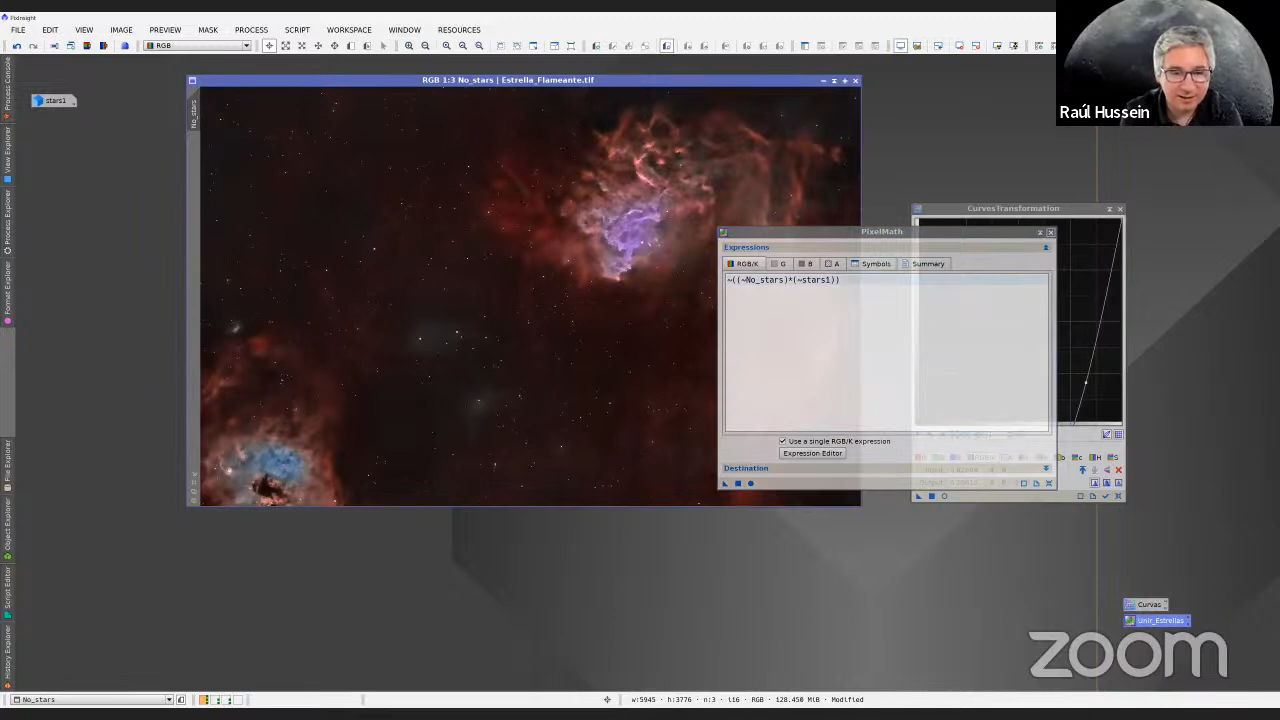 PixInsight
FILE EDIT VIEW PREVIEW MASK PROCESS SCRIPT WORKSPACE WINDOW RESOURCES
IMAGE
RGB
Raúl Hussein
RGB 1:3 No_stars | Estrella_Flameante.tif
stars1
No_stars
Process Console
View Explorer
Process Explorer
Format Explorer
File Explorer
Object Explorer
Script Editor
History Explorer
CurvesTransformation
PixelMath
Expressions
RGB/K G B A Symbols Summary
~((~No_stars)*(~stars1))
Use a single RGB/K expression
Expression Editor
Destination
c H S
Curvas
Unir_Estrellas
zoom
No_stars
w:5945 · h:3776 · n:3 · i16 · RGB · 128.450 MiB · Modified